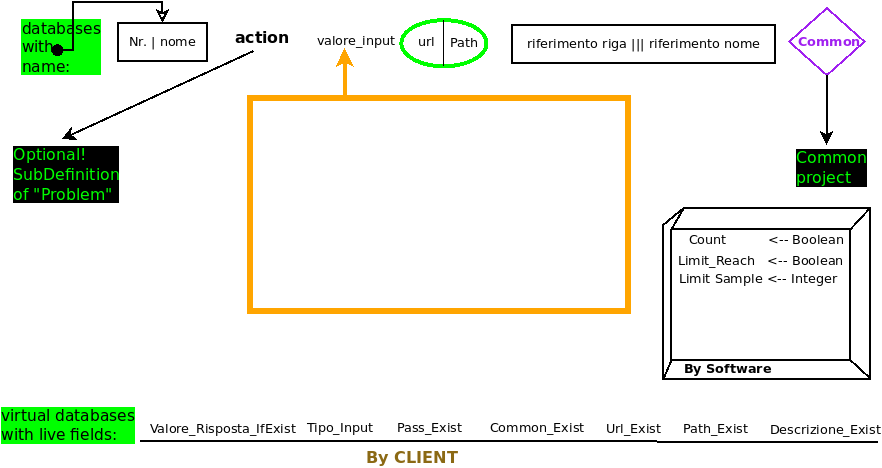 databases
with
name:
Nr. | nome
action
valore_input
url
Path
riferimento riga ||| riferimento nome
Common
Optional!
SubDefinition
of "Problem"
Common
project
Count <-- Boolean
Limit_Reach <-- Boolean
Limit Sample <-- Integer
By Software
virtual databases
with live fields:
Valore_Risposta_IfExist Tipo_Input Pass_Exist Common_Exist Url_Exist Path_Exist Descrizione_Exist
By CLIENT